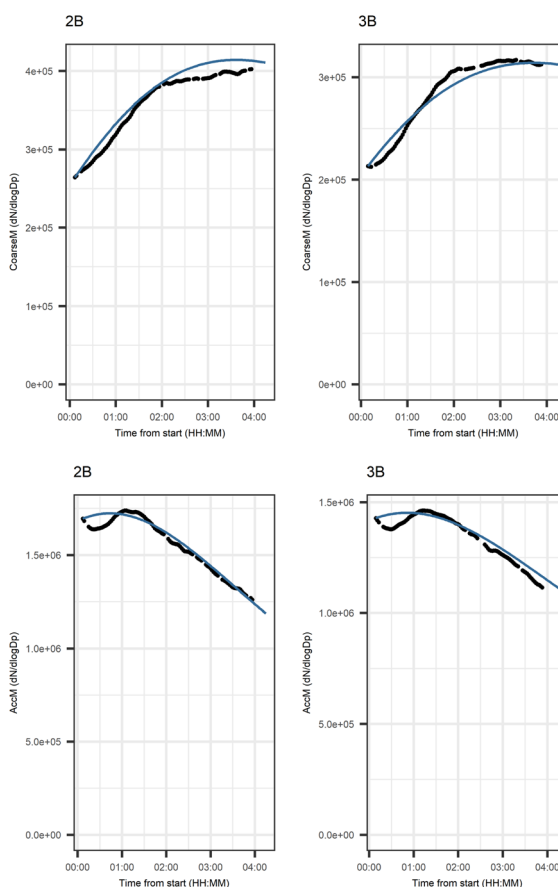 2B
3B
4e+05
3e+05
2e+05
1e+05
0e+00
CoarseM (dN/dlogDp)
00:00 01:00 02:00 03:00 04:00
Time from start (HH:MM)
3e+05
2e+05
1e+05
0e+00
CoarseM (dN/dlogDp)
00:00 01:00 02:00 03:00 04:00
Time from start (HH:MM)
2B
3B
1.5e+06
1.0e+06
5.0e+05
0.0e+00
AccM (dN/dlogDp)
00:00 01:00 02:00 03:00 04:00
Time from start (HH:MM)
1.5e+06
1.0e+06
5.0e+05
0.0e+00
AccM (dN/dlogDp)
00:00 01:00 02:00 03:00 04:00
Time from start (HH:MM)